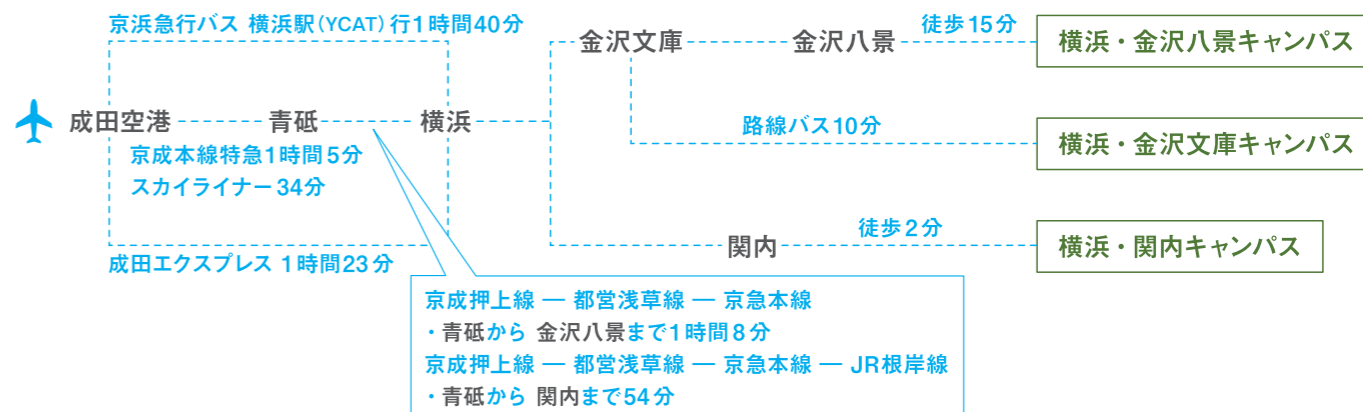 京浜急行バス 横浜駅(YCAT)行1時間40分
成田空港
青砥
横浜
京成本線特急1時間5分
スカイライナー34分
成田エクスプレス 1時間23分
金沢文庫
金沢八景
徒歩15分
横浜・金沢八景キャンパス
路線バス10分
横浜・金沢文庫キャンパス
関内
徒歩2分
横浜・関内キャンパス
京成押上線 ― 都営浅草線 ― 京急本線
・青砥から 金沢八景まで1時間8分
京成押上線 ― 都営浅草線 ― 京急本線 ― JR根岸線
・青砥から 関内まで54分